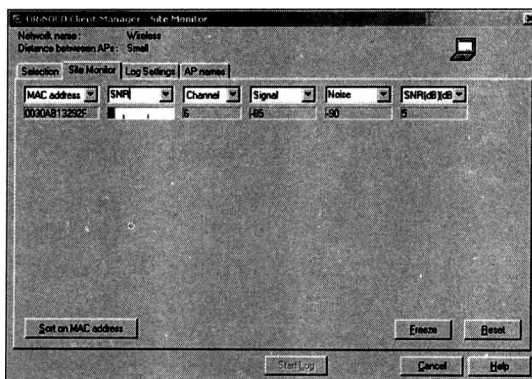 ORiNOCO Client Manager - Site Monitor
Network name : Wireless
Distance between APs : Small
Selection Site Monitor Log Settings AP names
MAC address SNR Channel Signal Noise SNR[dB][dB
0030AB13292F 6 -85 -90 5
Sort on MAC address Freeze Reset
Start Log Cancel Help